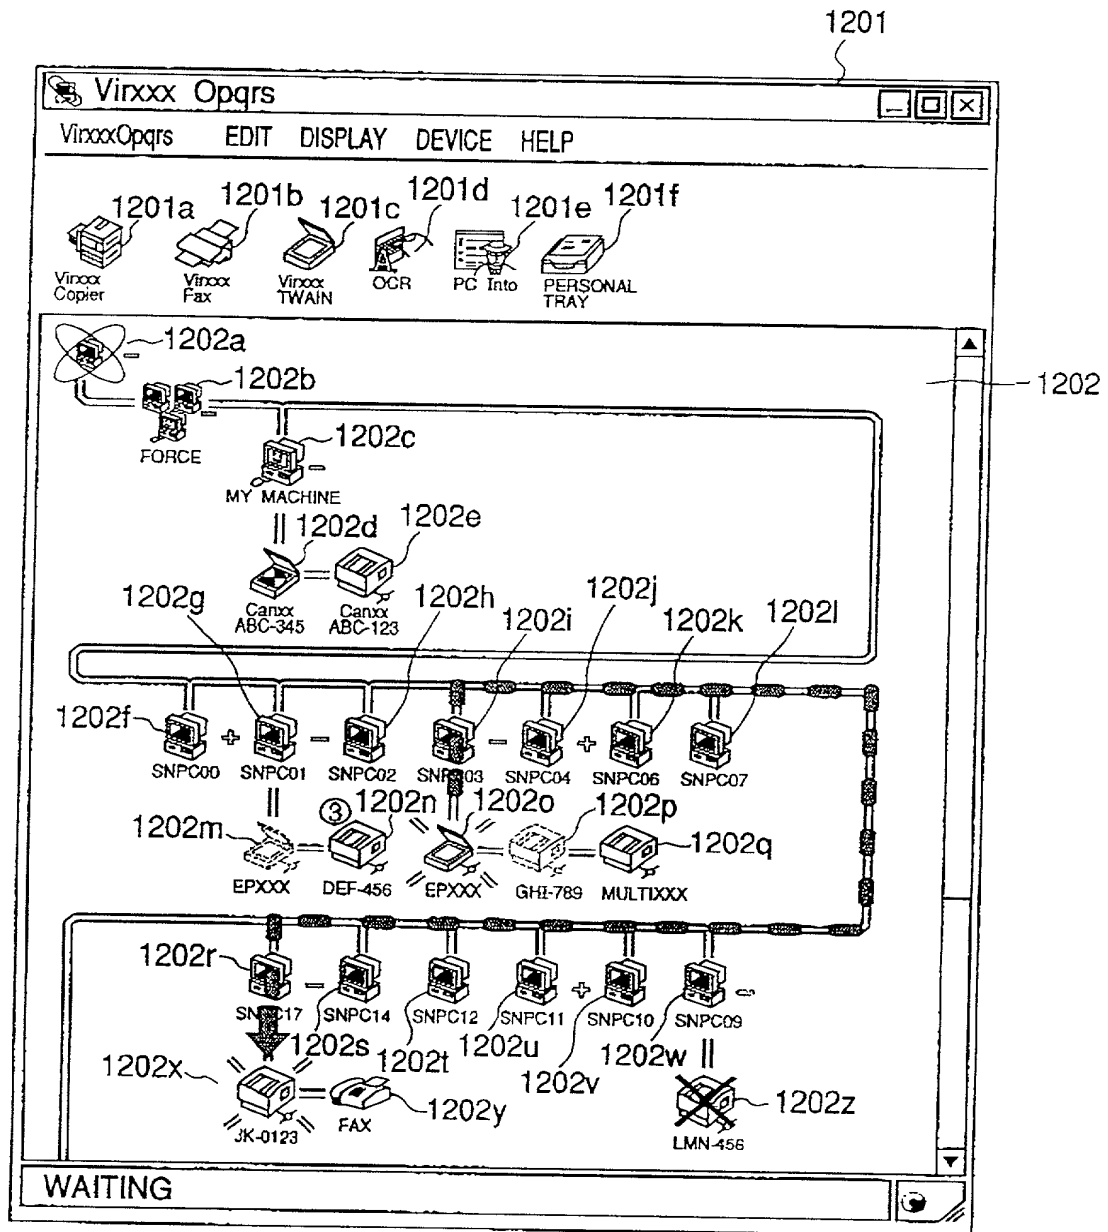 1201
Virxxx Opqrs
VirxxxOpqrs EDIT DISPLAY DEVICE HELP
1201a 1201b 1201c 1201d 1201e 1201f
Virxxx Copier
Virxxx Fax
Virxxx TWAIN
OCR
PC Into
PERSONAL TRAY
1202a
1202b
1202
FORCE
1202c
MY MACHINE
1202d 1202e
Canxx ABC-345
Canxx ABC-123
1202g 1202h 1202i 1202j 1202k 1202l
1202f
SNPC00 + SNPC01 - SNPC02 SNPC03 - SNPC04 + SNPC06 SNPC07
1202m 3 1202n 1202o 1202p 1202q
EPXXX DEF-456 EPXXX GHI-789 MULTIXXX
1202r
SNPC17 - SNPC14 SNPC12 SNPC11 + SNPC10 SNPC09 -
1202s 1202t 1202u 1202v 1202w
1202x 1202y 1202z
JK-0123 FAX LMN-456
WAITING